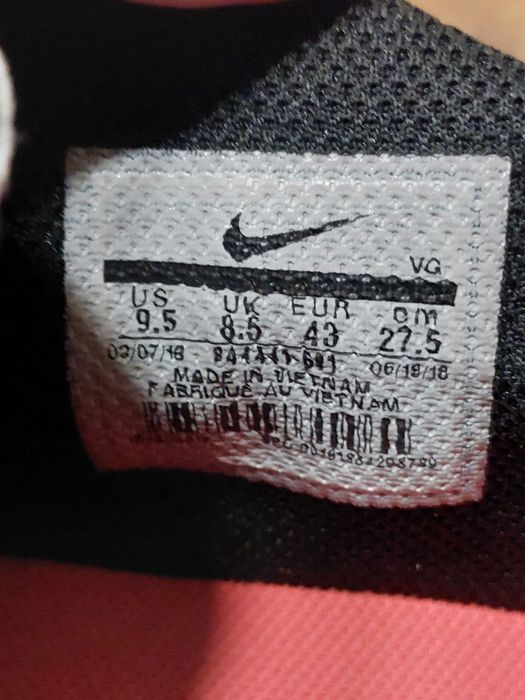 VG
US UK EUR cm
9.5 8.5 43 27.5
03/07/18 06/19/18
MADE IN VIETNAM
FABRIQUÉ AU VIETNAM